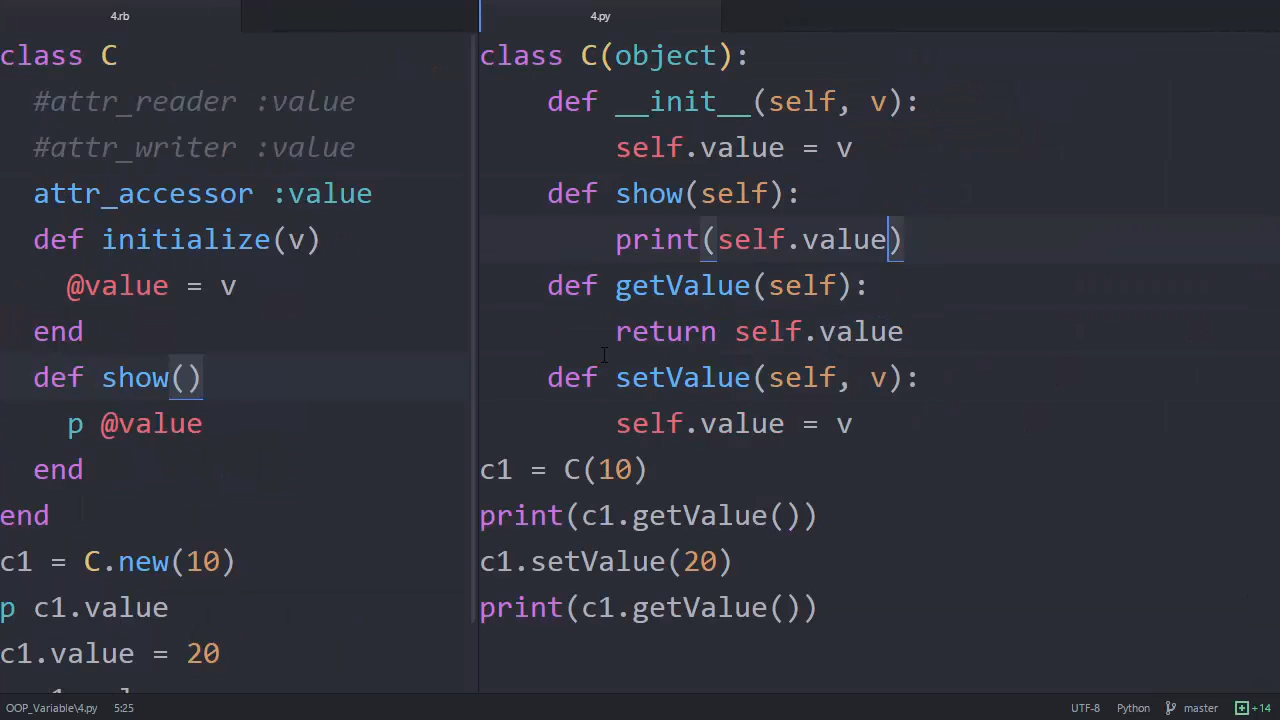 4.rb
class C
  #attr_reader :value
  #attr_writer :value
  attr_accessor :value
  def initialize(v)
    @value = v
  end
  def show()
    p @value
  end
end
c1 = C.new(10)
p c1.value
c1.value = 20
4.py
class C(object):
    def __init__(self, v):
        self.value = v
    def show(self):
        print(self.value)
    def getValue(self):
        return self.value
    def setValue(self, v):
        self.value = v
c1 = C(10)
print(c1.getValue())
c1.setValue(20)
print(c1.getValue())
OOP_Variable\4.py 5:25 UTF-8 Python master +14